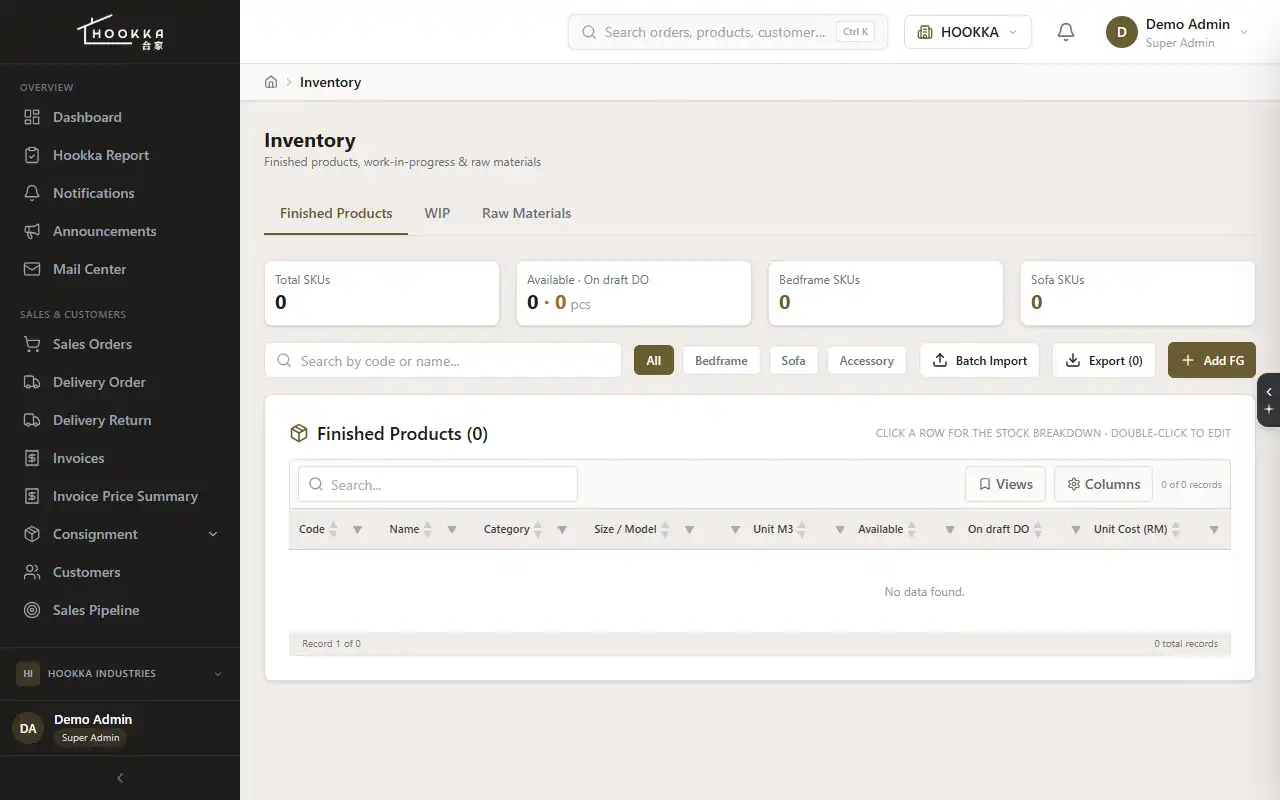 HOOKKA
合家
Search orders, products, customer...
Ctrl K
HOOKKA
D
Demo Admin
Super Admin
OVERVIEW
Dashboard
Hookka Report
Notifications
Announcements
Mail Center
SALES & CUSTOMERS
Sales Orders
Delivery Order
Delivery Return
Invoices
Invoice Price Summary
Consignment
Customers
Sales Pipeline
HI
HOOKKA INDUSTRIES
DA
Demo Admin
Super Admin
Inventory
Inventory
Finished products, work-in-progress & raw materials
Finished Products
WIP
Raw Materials
Total SKUs
0
Available · On draft DO
0 · 0 pcs
Bedframe SKUs
0
Sofa SKUs
0
Search by code or name...
All
Bedframe
Sofa
Accessory
Batch Import
Export (0)
Add FG
Finished Products (0)
CLICK A ROW FOR THE STOCK BREAKDOWN · DOUBLE-CLICK TO EDIT
Search...
Views
Columns
0 of 0 records
Code
Name
Category
Size / Model
Unit M3
Available
On draft DO
Unit Cost (RM)
No data found.
Record 1 of 0
0 total records